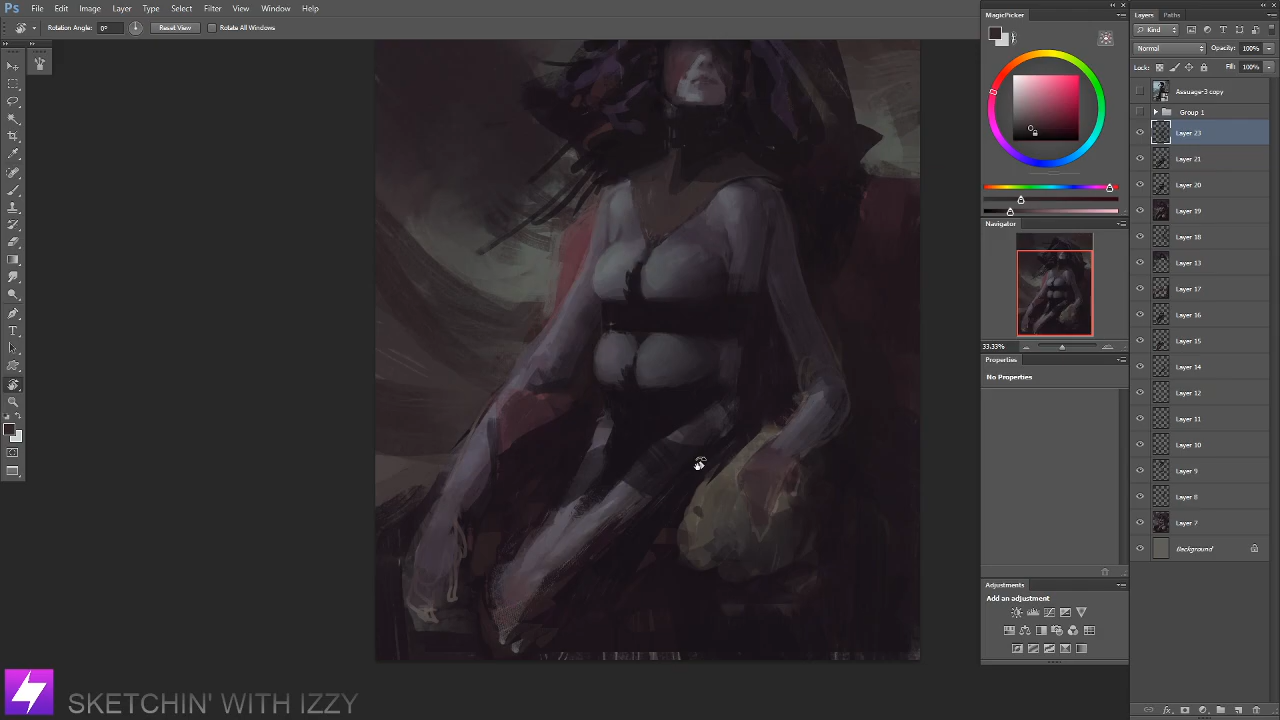 Ps File Edit Image Layer Type Select Filter View Window Help
Rotation Angle: 0° Reset View Rotate All Windows
MagicPicker
Navigator
33.33%
Properties
No Properties
Adjustments
Add an adjustment
Layers Paths
Kind
Normal Opacity: 100%
Lock: Fill: 100%
Assuage-3 copy
Group 1
Layer 23
Layer 21
Layer 20
Layer 19
Layer 18
Layer 13
Layer 17
Layer 16
Layer 15
Layer 14
Layer 12
Layer 11
Layer 10
Layer 9
Layer 8
Layer 7
Background
SKETCHIN' WITH IZZY